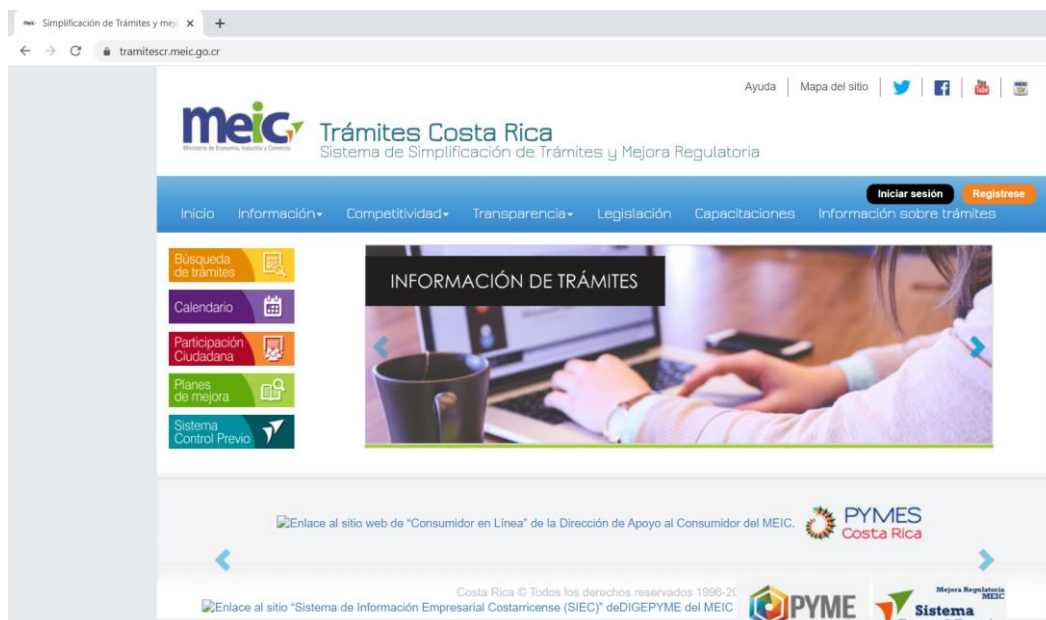 Simplificación de Trámites y mej
tramitescr.meic.go.cr
Ayuda | Mapa del sitio
meic
Ministerio de Economía, Industria y Comercio
Trámites Costa Rica
Sistema de Simplificación de Trámites y Mejora Regulatoria
Iniciar sesión Registrese
Inicio Información Competitividad Transparencia Legislación Capacitaciones Información sobre trámites
Búsqueda
de trámites
Calendario
Participación
Ciudadana
Planes
de mejora
Sistema
Control Previo
INFORMACIÓN DE TRÁMITES
Enlace al sitio web de “Consumidor en Línea” de la Dirección de Apoyo al Consumidor del MEIC.
PYMES
Costa Rica
Costa Rica © Todos los derechos reservados 1996-20
Enlace al sitio “Sistema de Información Empresarial Costarricense (SIEC)” deDIGEPYME del MEIC
PYME
Mejora Regulatoria
MEIC
Sistema